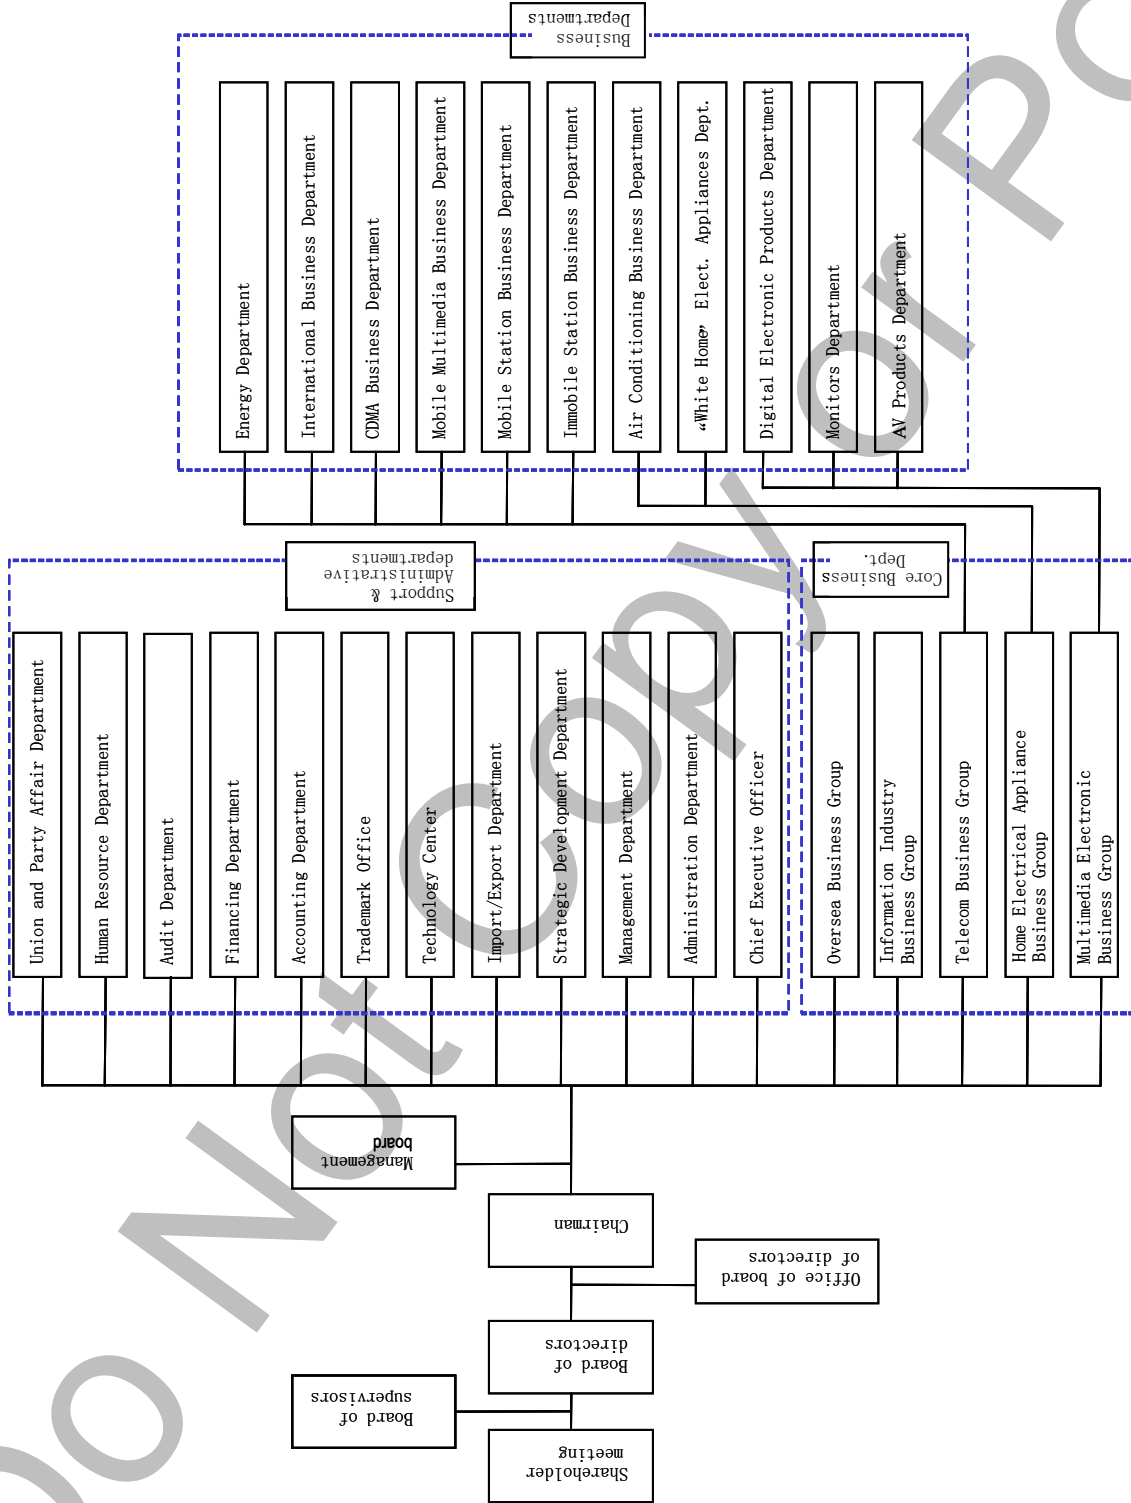 Shareholder
meeting
Board of
supervisors
Board of
directors
Office of board
of directors
Chairman
Management
board
Multimedia Electronic
Business Group
Home Electrical Appliance
Business Group
Telecom Business Group
Information Industry
Business Group
Oversea Business Group
Chief Executive Officer
Administration Department
Management Department
Strategic Development Department
Import/Export Department
Technology Center
Trademark Office
Accounting Department
Financing Department
Audit Department
Human Resource Department
Union and Party Affair Department
Core Business
Dept.
Support &
Administrative
departments
AV Products Department
Monitors Department
Digital Electronic Products Department
“White Home” Elect. Appliances Dept.
Air Conditioning Business Department
Immobile Station Business Department
Mobile Station Business Department
Mobile Multimedia Business Department
CDMA Business Department
International Business Department
Energy Department
Business
Departments
Do Not Copy or Po